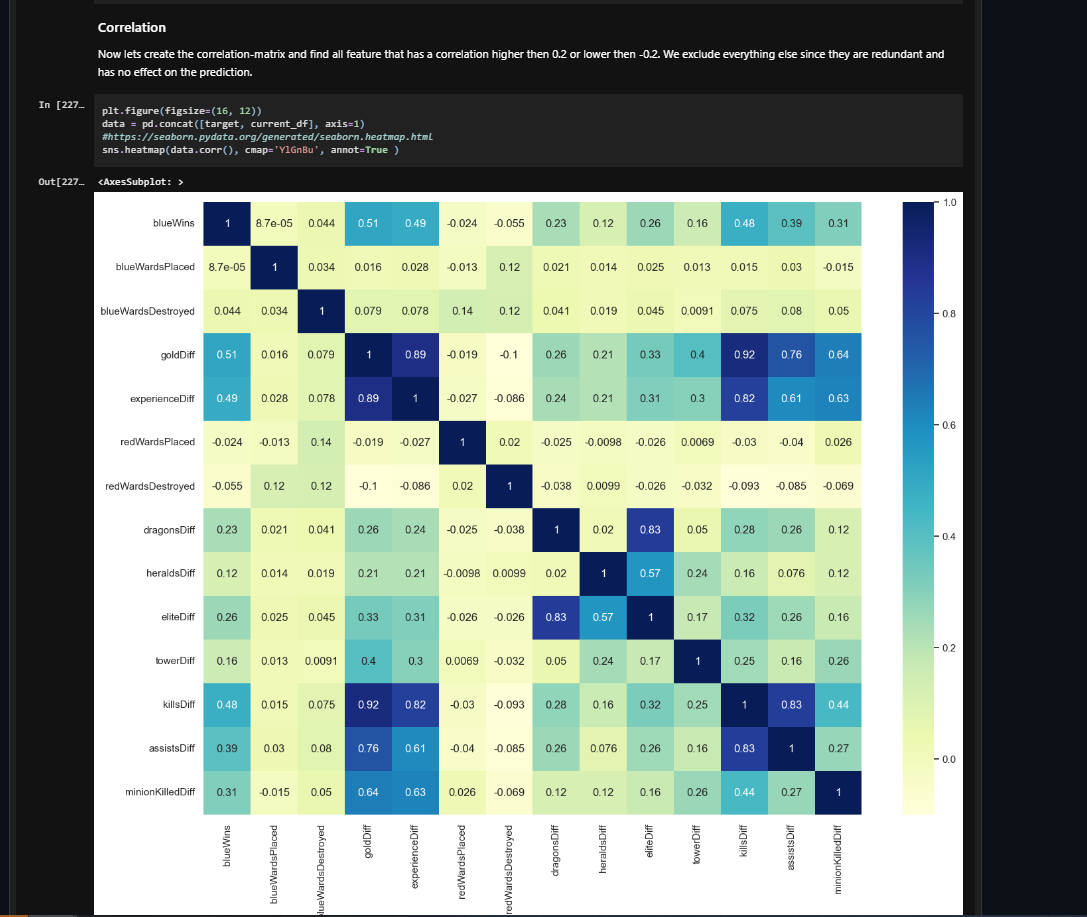 Correlation
Now lets create the correlation-matrix and find all feature that has a correlation higher then 0.2 or lower then -0.2. We exclude everything else since they are redundant and
has no effect on the prediction.
In [227…
plt.figure(figsize=(16, 12))
data = pd.concat([target, current_df], axis=1)
#https://seaborn.pydata.org/generated/seaborn.heatmap.html
sns.heatmap(data.corr(), cmap='YlGnBu', annot=True )
Out[227… <AxesSubplot: >
blueWins 1 8.7e-05 0.044 0.51 0.49 -0.024 -0.055 0.23 0.12 0.26 0.16 0.48 0.39 0.31
blueWardsPlaced 8.7e-05 1 0.034 0.016 0.028 -0.013 0.12 0.021 0.014 0.025 0.013 0.015 0.03 -0.015
blueWardsDestroyed 0.044 0.034 1 0.079 0.078 0.14 0.12 0.041 0.019 0.045 0.0091 0.075 0.08 0.05
goldDiff 0.51 0.016 0.079 1 0.89 -0.019 -0.1 0.26 0.21 0.33 0.4 0.92 0.76 0.64
experienceDiff 0.49 0.028 0.078 0.89 1 -0.027 -0.086 0.24 0.21 0.31 0.3 0.82 0.61 0.63
redWardsPlaced -0.024 -0.013 0.14 -0.019 -0.027 1 0.02 -0.025 -0.0098 -0.026 0.0069 -0.03 -0.04 0.026
redWardsDestroyed -0.055 0.12 0.12 -0.1 -0.086 0.02 1 -0.038 0.0099 -0.026 -0.032 -0.093 -0.085 -0.069
dragonsDiff 0.23 0.021 0.041 0.26 0.24 -0.025 -0.038 1 0.02 0.83 0.05 0.28 0.26 0.12
heraldsDiff 0.12 0.014 0.019 0.21 0.21 -0.0098 0.0099 0.02 1 0.57 0.24 0.16 0.076 0.12
eliteDiff 0.26 0.025 0.045 0.33 0.31 -0.026 -0.026 0.83 0.57 1 0.17 0.32 0.26 0.16
towerDiff 0.16 0.013 0.0091 0.4 0.3 0.0069 -0.032 0.05 0.24 0.17 1 0.25 0.16 0.26
killsDiff 0.48 0.015 0.075 0.92 0.82 -0.03 -0.093 0.28 0.16 0.32 0.25 1 0.83 0.44
assistsDiff 0.39 0.03 0.08 0.76 0.61 -0.04 -0.085 0.26 0.076 0.26 0.16 0.83 1 0.27
minionKilledDiff 0.31 -0.015 0.05 0.64 0.63 0.026 -0.069 0.12 0.12 0.16 0.26 0.44 0.27 1
blueWins
blueWardsPlaced
lueWardsDestroyed
goldDiff
experienceDiff
redWardsPlaced
redWardsDestroyed
dragonsDiff
heraldsDiff
eliteDiff
towerDiff
killsDiff
assistsDiff
minionKilledDiff
1.0
0.8
0.6
0.4
0.2
0.0